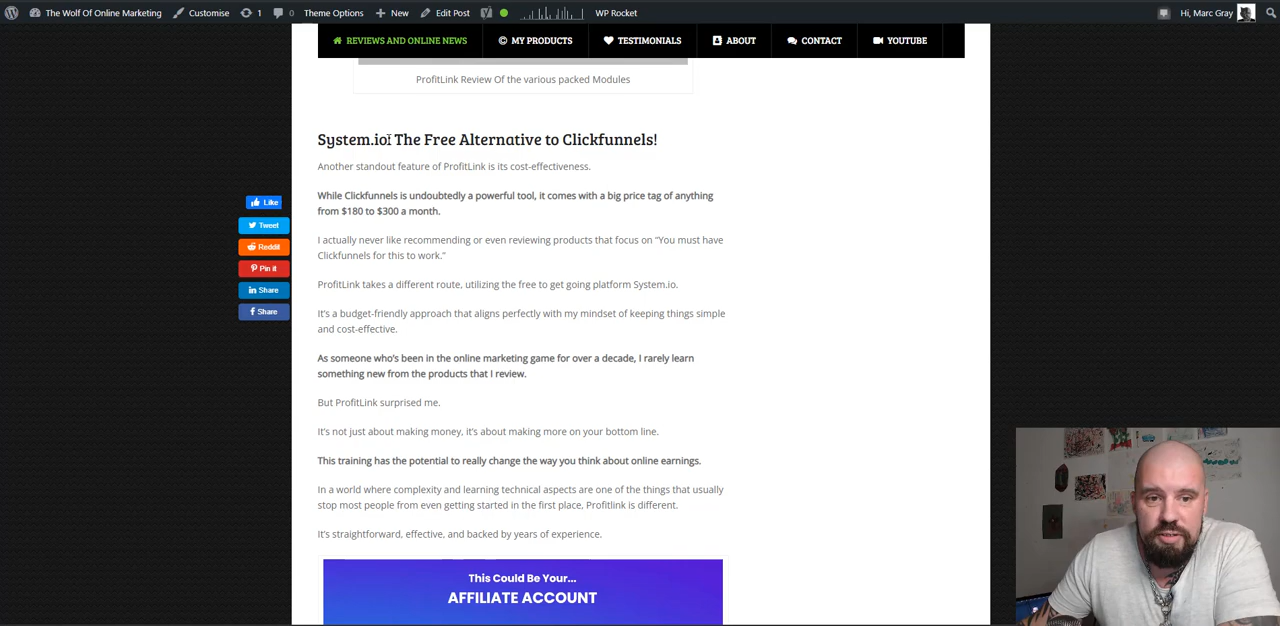 The Wolf Of Online Marketing Customise 1 0 Theme Options New Edit Post WP Rocket Hi, Marc Gray
REVIEWS AND ONLINE NEWS MY PRODUCTS TESTIMONIALS ABOUT CONTACT YOUTUBE
ProfitLink Review Of the various packed Modules
System.io: The Free Alternative to Clickfunnels!
Another standout feature of ProfitLink is its cost-effectiveness.
While Clickfunnels is undoubtedly a powerful tool, it comes with a big price tag of anything
from $180 to $300 a month.
I actually never like recommending or even reviewing products that focus on “You must have
Clickfunnels for this to work.”
ProfitLink takes a different route, utilizing the free to get going platform System.io.
It’s a budget-friendly approach that aligns perfectly with my mindset of keeping things simple
and cost-effective.
As someone who’s been in the online marketing game for over a decade, I rarely learn
something new from the products that I review.
But ProfitLink surprised me.
It’s not just about making money, it’s about making more on your bottom line.
This training has the potential to really change the way you think about online earnings.
In a world where complexity and learning technical aspects are one of the things that usually
stop most people from even getting started in the first place, Profitlink is different.
It’s straightforward, effective, and backed by years of experience.
This Could Be Your...
AFFILIATE ACCOUNT
Like
Tweet
Reddit
Pin it
Share
Share